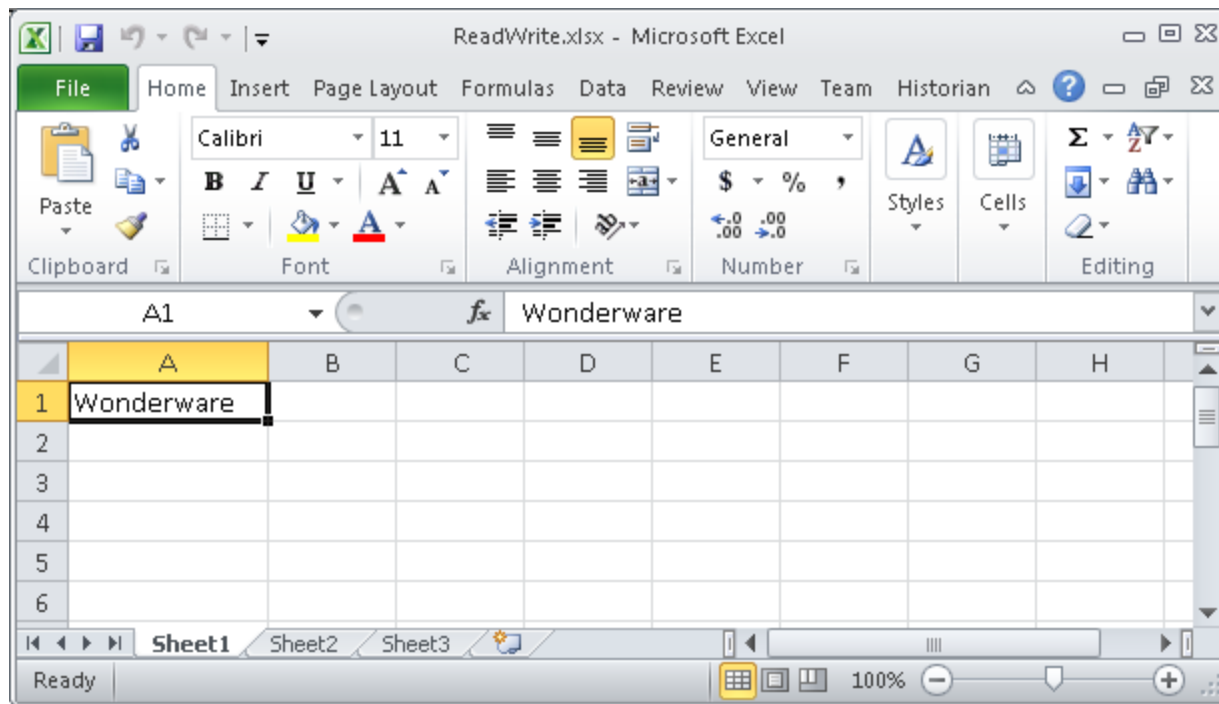 ReadWrite.xlsx - Microsoft Excel
File Home Insert Page Layout Formulas Data Review View Team Historian
Calibri 11 General
Paste B I U A A $ % , Styles Cells
A .0 .00 .00 .0
Clipboard Font Alignment Number Editing
A1 fx Wonderware
A B C D E F G H
1 Wonderware
2
3
4
5
6
Sheet1 Sheet2 Sheet3
Ready 100%